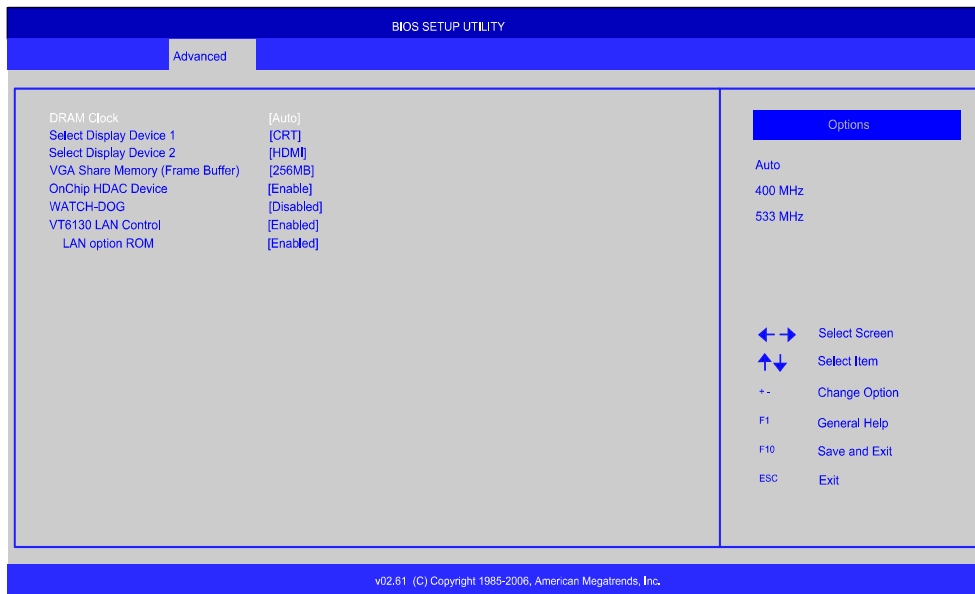 BIOS SETUP UTILITY
Advanced
DRAM Clock [Auto]
Select Display Device 1 [CRT]
Select Display Device 2 [HDMI]
VGA Share Memory (Frame Buffer) [256MB]
OnChip HDAC Device [Enable]
WATCH-DOG [Disabled]
VT6130 LAN Control [Enabled]
LAN option ROM [Enabled]
Options
Auto
400 MHz
533 MHz
Select Screen
Select Item
+ - Change Option
F1 General Help
F10 Save and Exit
ESC Exit
v02.61 (C) Copyright 1985-2006, American Megatrends, Inc.